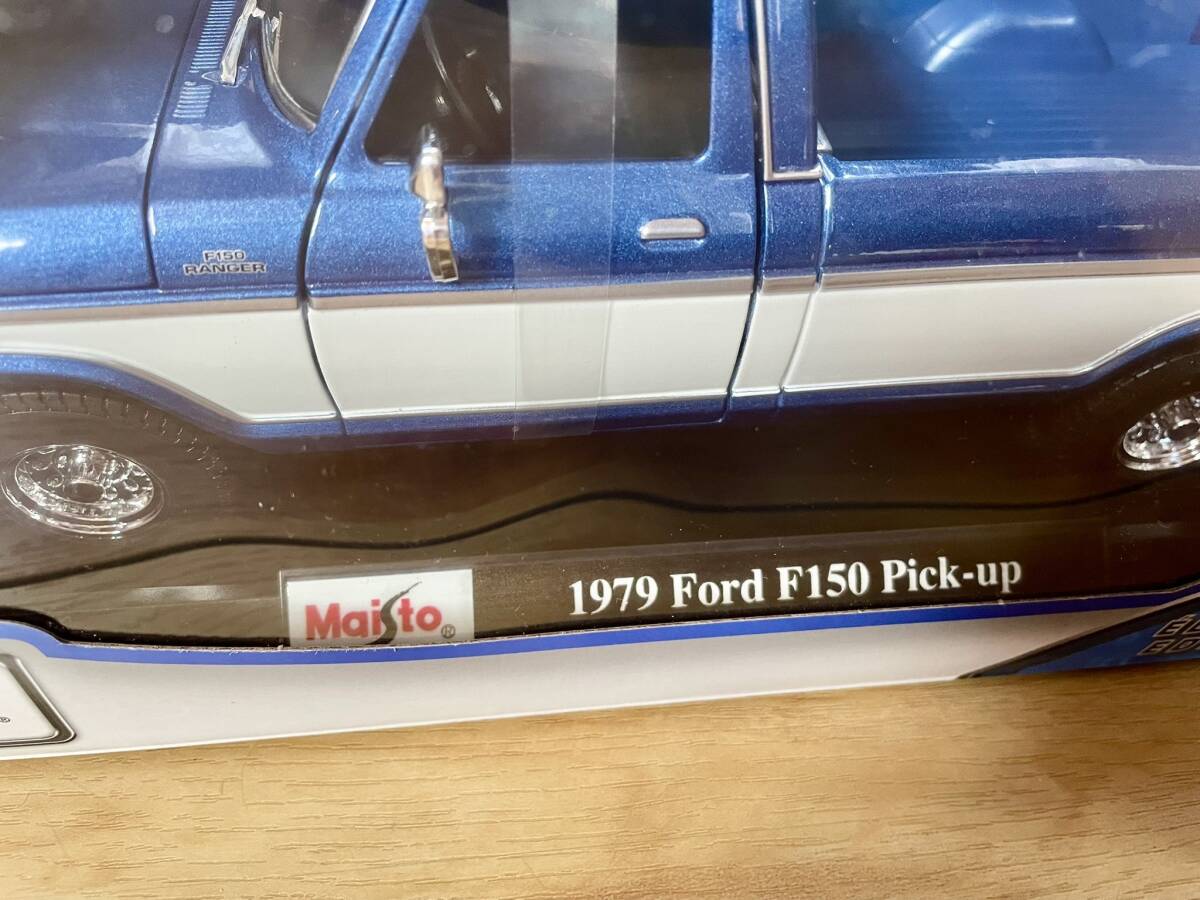 F150
RANGER
Maisto®
1979 Ford F150 Pick-up
®